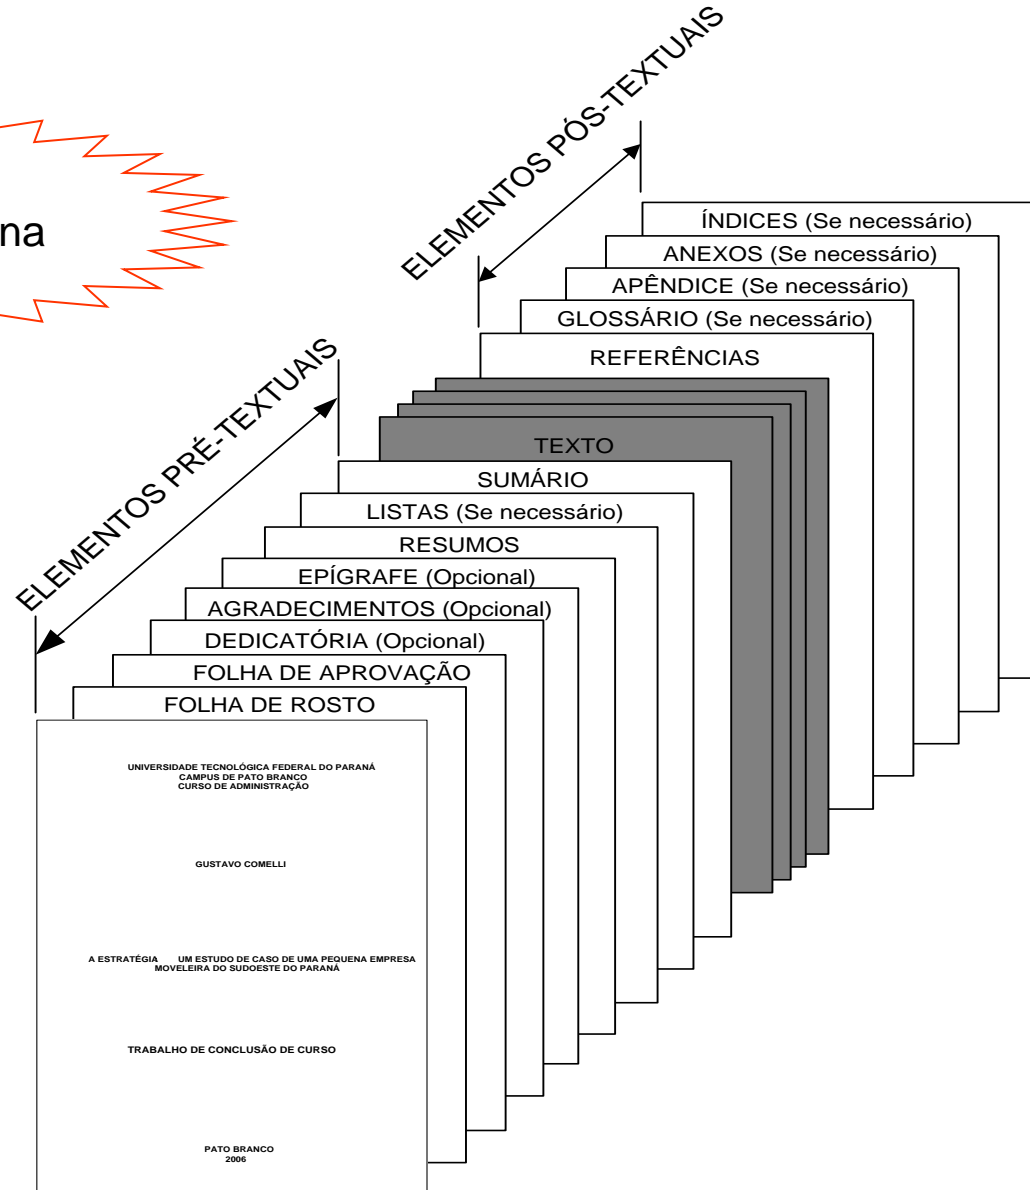 ELEMENTOS PÓS-TEXTUAIS
na
ÍNDICES (Se necessário)
ANEXOS (Se necessário)
APÊNDICE (Se necessário)
GLOSSÁRIO (Se necessário)
REFERÊNCIAS
ELEMENTOS PRÉ-TEXTUAIS
TEXTO
SUMÁRIO
LISTAS (Se necessário)
RESUMOS
EPÍGRAFE (Opcional)
AGRADECIMENTOS (Opcional)
DEDICATÓRIA (Opcional)
FOLHA DE APROVAÇÃO
FOLHA DE ROSTO
UNIVERSIDADE TECNOLÓGICA FEDERAL DO PARANÁ
CAMPUS DE PATO BRANCO
CURSO DE ADMINISTRAÇÃO
GUSTAVO COMELLI
A ESTRATÉGIA UM ESTUDO DE CASO DE UMA PEQUENA EMPRESA
MOVELEIRA DO SUDOESTE DO PARANÁ
TRABALHO DE CONCLUSÃO DE CURSO
PATO BRANCO
2006